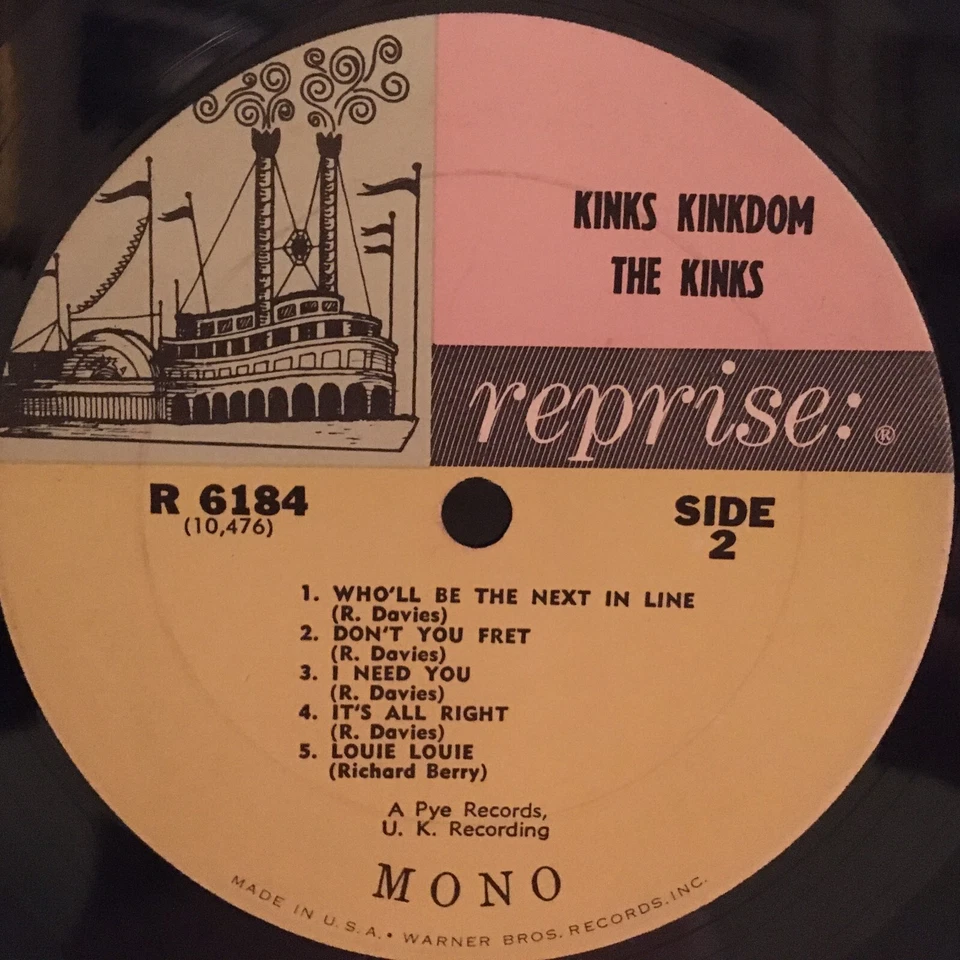 KINKS KINKDOM
THE KINKS
reprise:®
R 6184
(10,476)
SIDE
2
1. WHO'LL BE THE NEXT IN LINE
(R. Davies)
2. DON'T YOU FRET
(R. Davies)
3. I NEED YOU
(R. Davies)
4. IT'S ALL RIGHT
(R. Davies)
5. LOUIE LOUIE
(Richard Berry)
A Pye Records,
U. K. Recording
MONO
MADE IN U.S.A. • WARNER BROS. RECORDS, INC.